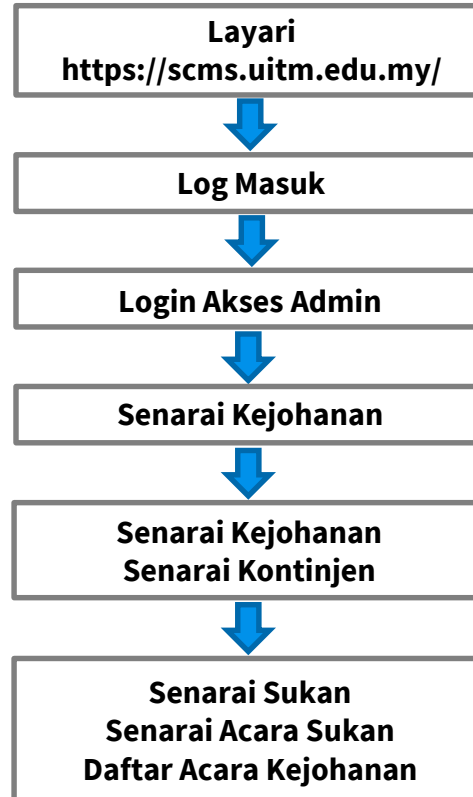 Layari
https://scms.uitm.edu.my/
Log Masuk
Login Akses Admin
Senarai Kejohanan
Senarai Kejohanan
Senarai Kontinjen
Senarai Sukan
Senarai Acara Sukan
Daftar Acara Kejohanan